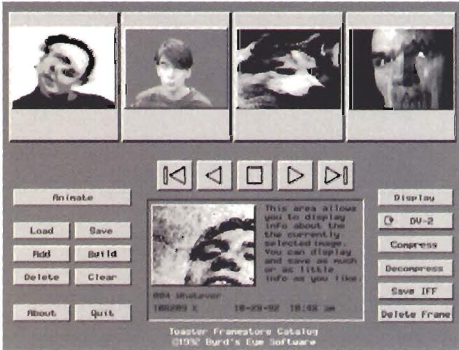 Animate
Load
Save
Add
Build
Delete
Clear
About
Quit
This area allows
you to display
info about the
the currently
selected image.
You can display
and save as much
or as little
info as you like.
004 Whatever
10-29-92
Display
DV-2
Compress
Decompress
Save IFF
Delete Frame
Toaster Framestore Catalog
©1992 Byrd's Eye Software